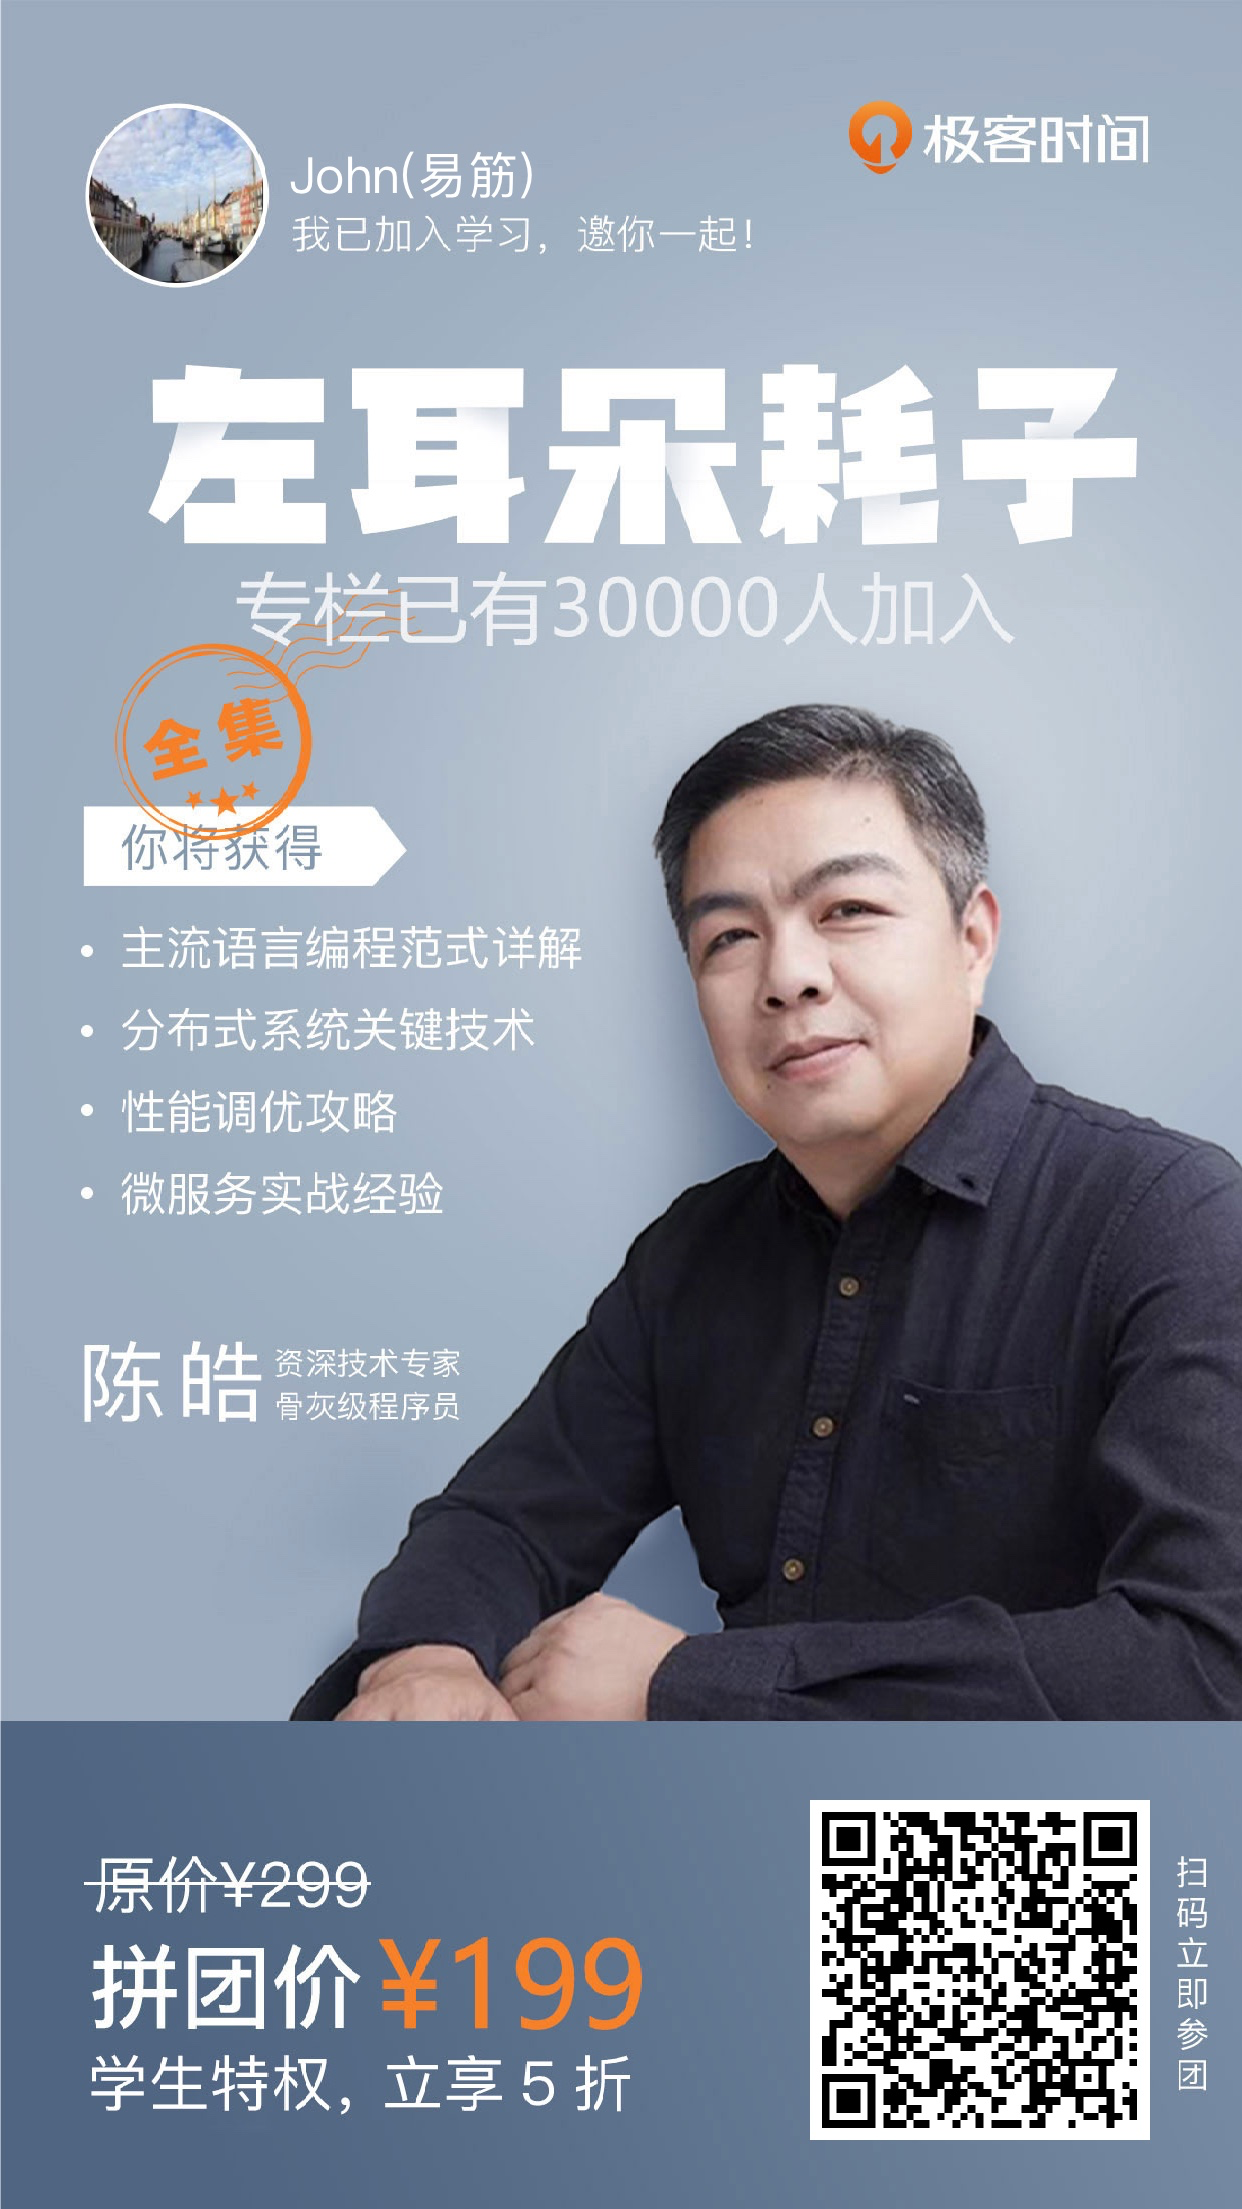 极客时间
John(易筋)
我已加入学习，邀你一起！
左耳朵耗子
专栏已有30000人加入
全集
你将获得
• 主流语言编程范式详解
• 分布式系统关键技术
• 性能调优攻略
• 微服务实战经验
陈皓
资深技术专家
骨灰级程序员
原价¥299
拼团价¥199
学生特权，立享 5 折
扫码立即参团